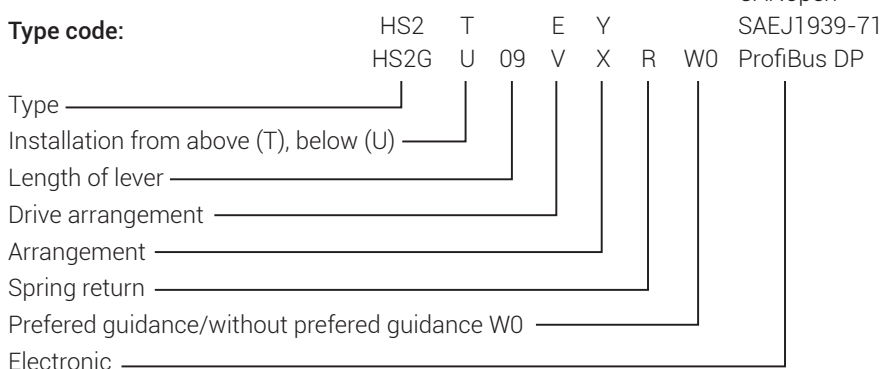 Type code: HS2 T E Y SAEJ1939-71
HS2G U 09 V X R W0 ProfiBus DP
Type
Installation from above (T), below (U)
Length of lever
Drive arrangement
Arrangement
Spring return
Prefered guidance/without prefered guidance W0
Electronic